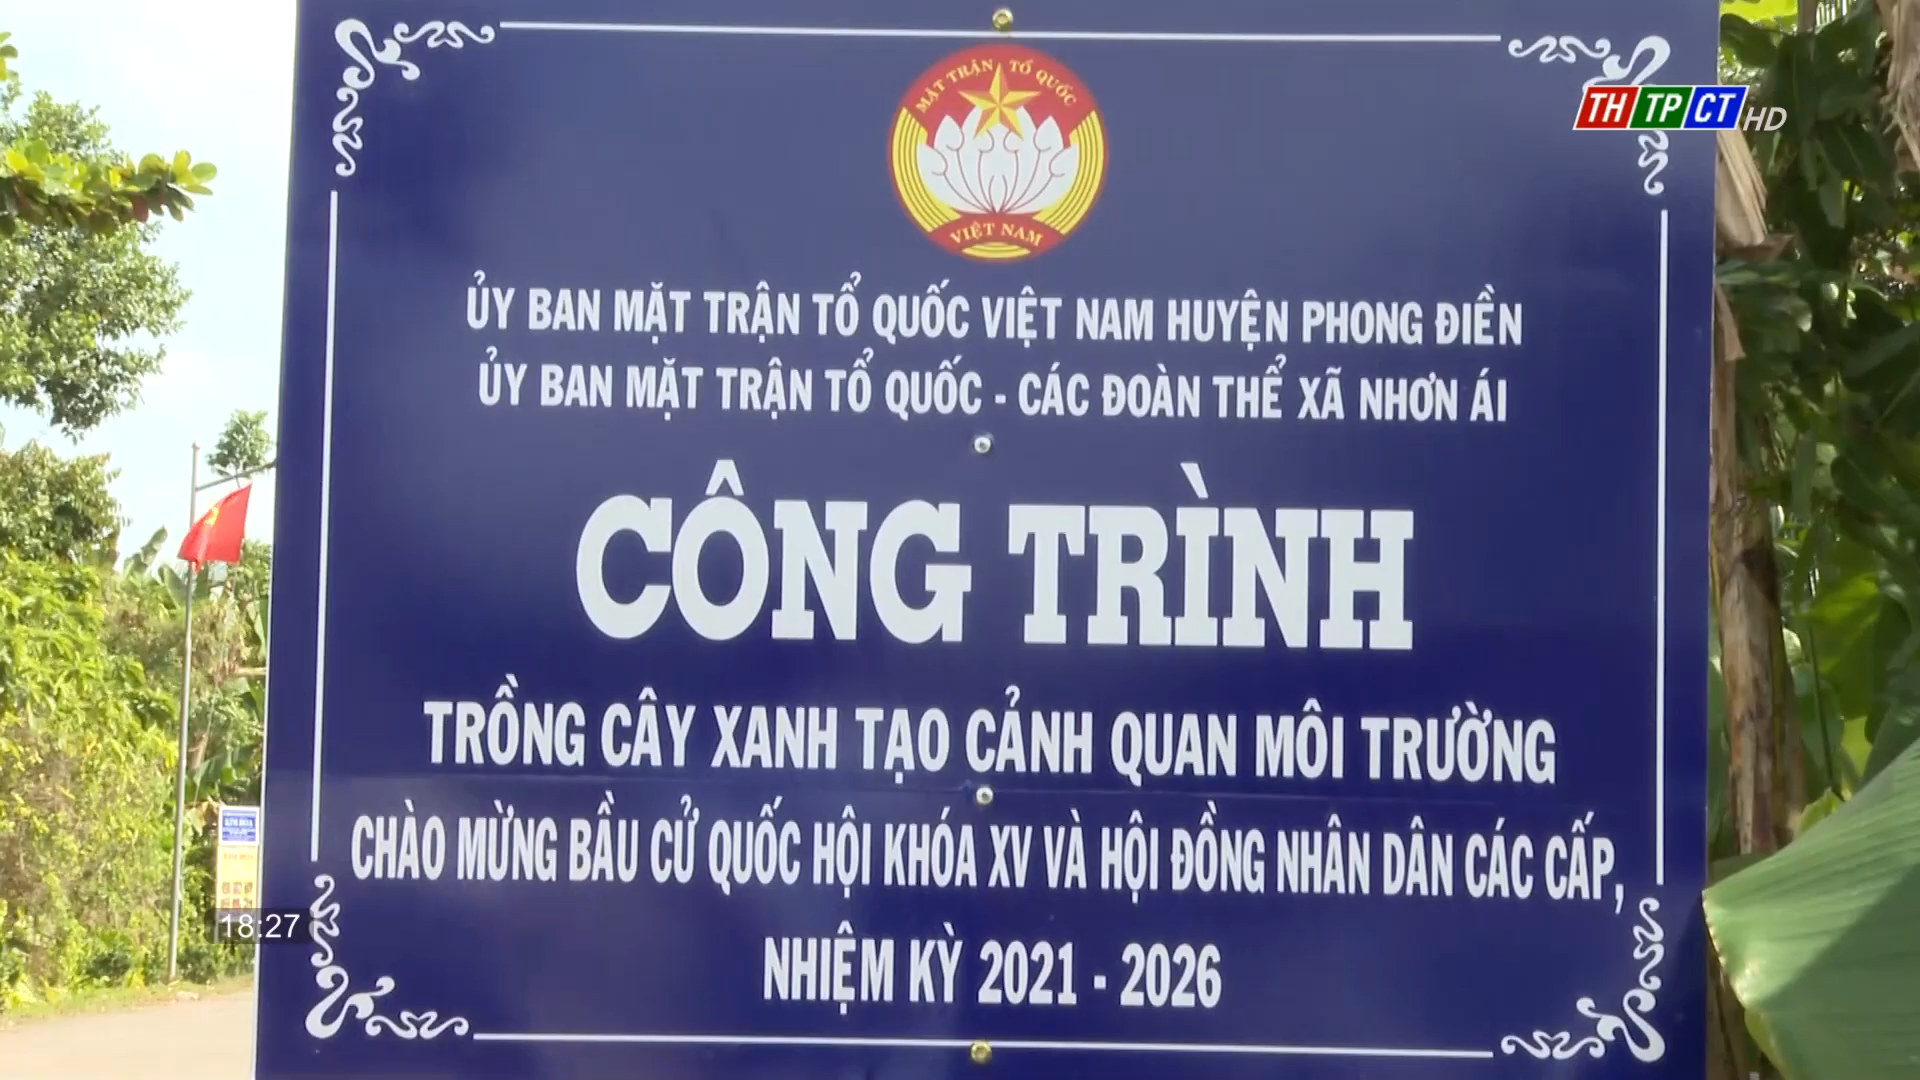 MẶT TRẬN TỔ QUỐC
VIỆT NAM
THTPCT HD
ỦY BAN MẶT TRẬN TỔ QUỐC VIỆT NAM HUYỆN PHONG ĐIỀN
ỦY BAN MẶT TRẬN TỔ QUỐC - CÁC ĐOÀN THỂ XÃ NHƠN ÁI
CÔNG TRÌNH
TRỒNG CÂY XANH TẠO CẢNH QUAN MÔI TRƯỜNG
CHÀO MỪNG BẦU CỬ QUỐC HỘI KHÓA XV VÀ HỘI ĐỒNG NHÂN DÂN CÁC CẤP,
NHIỆM KỲ 2021 - 2026
18:27